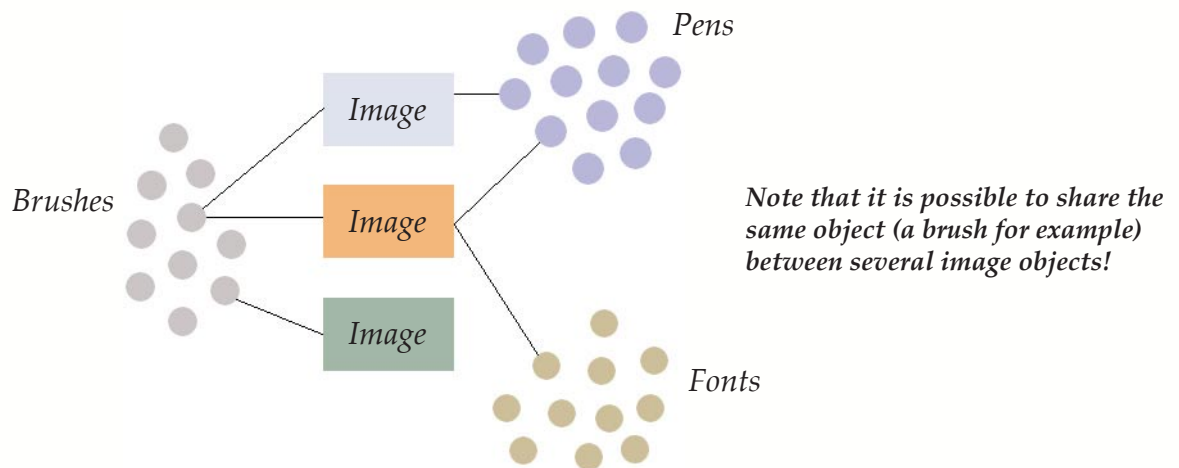 Pens
Image
Brushes
Image
Note that it is possible to share the
same object (a brush for example)
between several image objects!
Image
Fonts